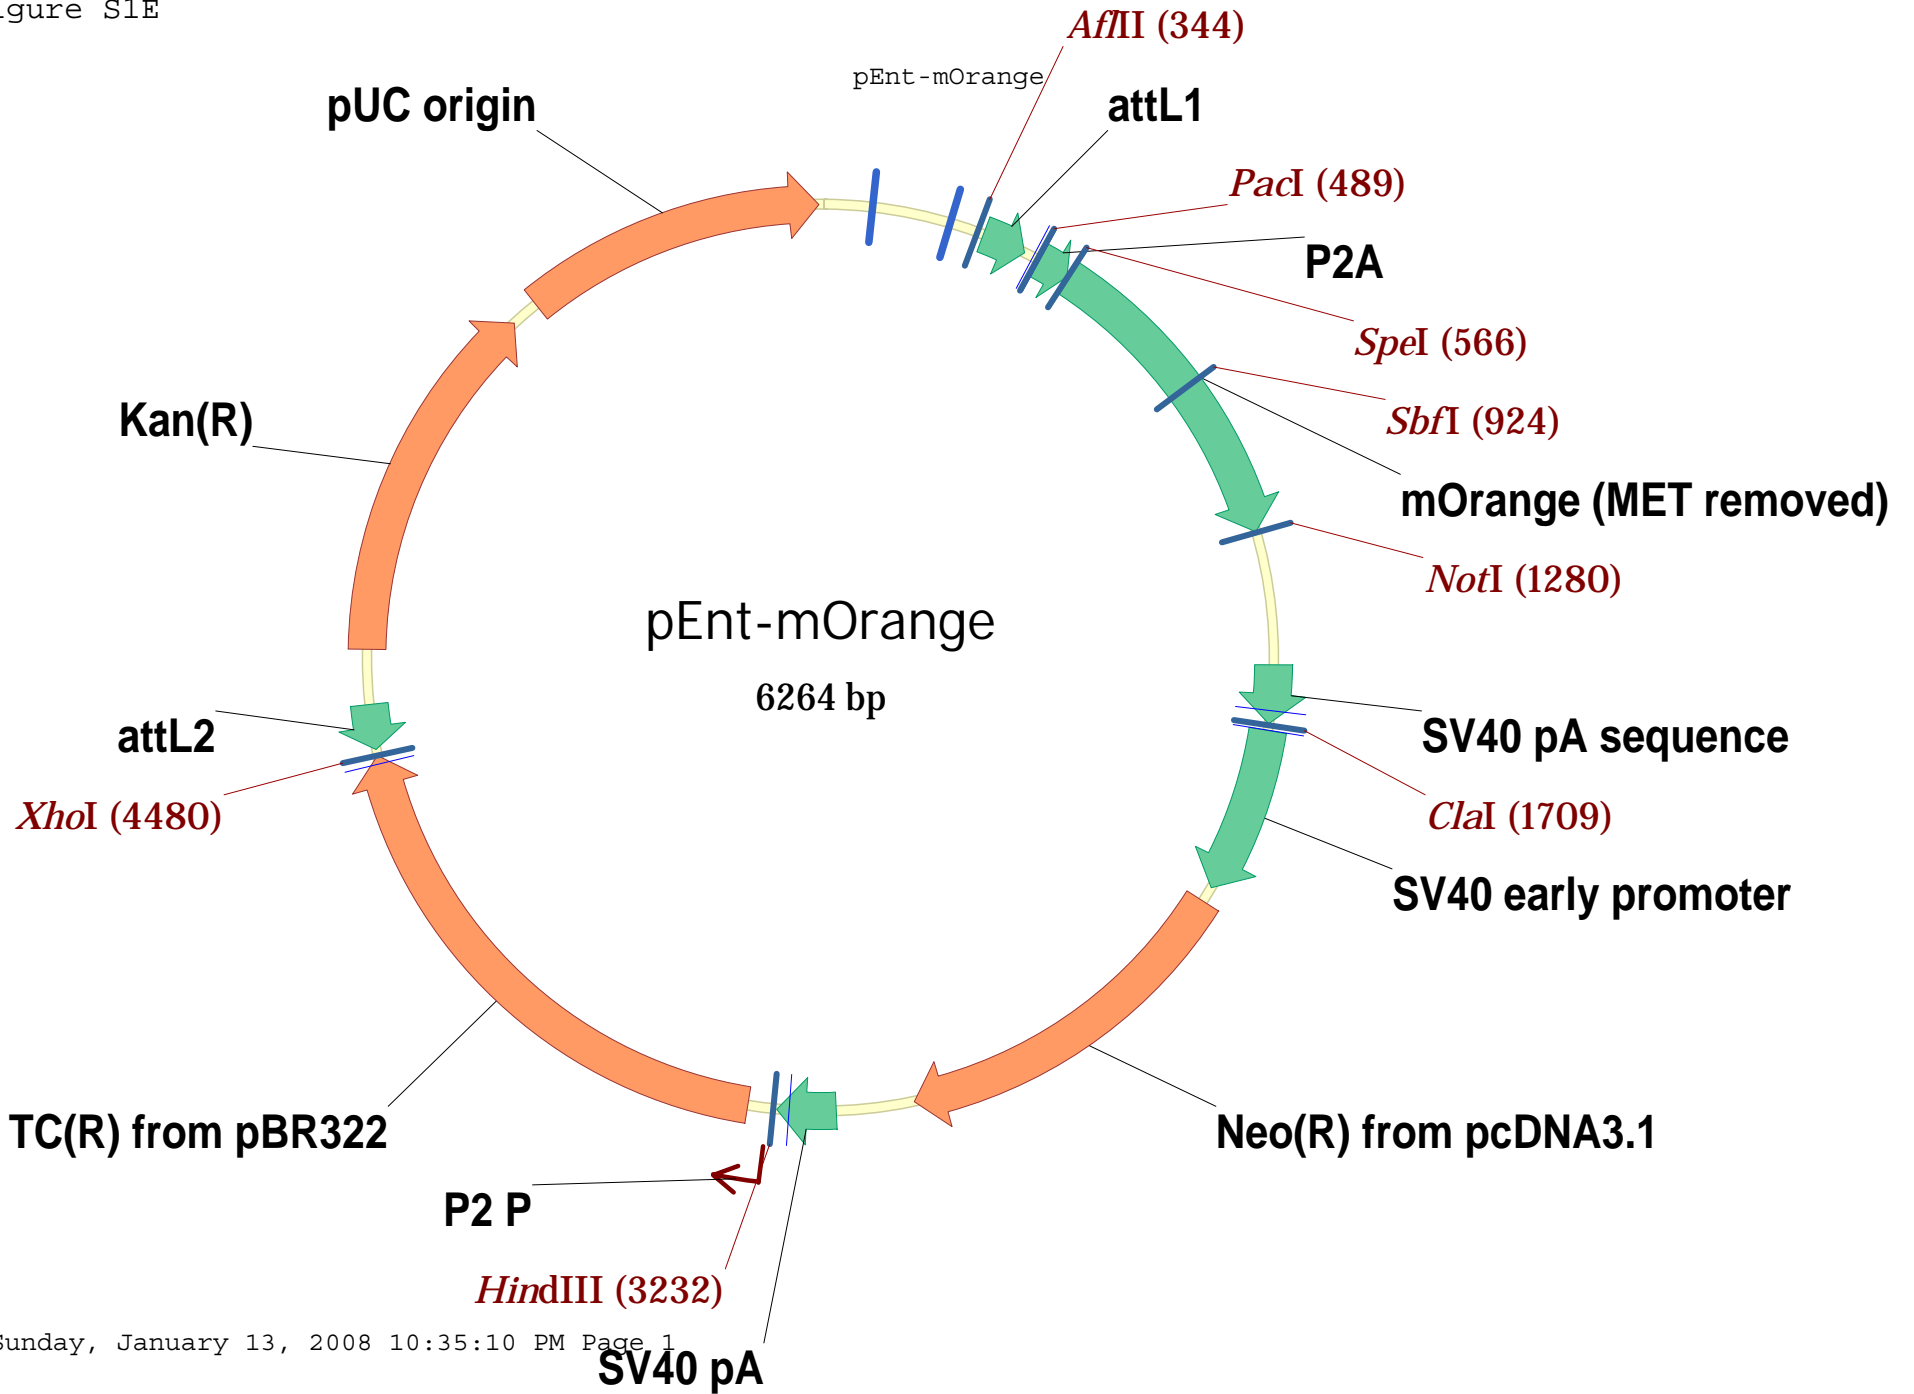 igure S1E
AflII (344)
pEnt-mOrange
pUC origin
attL1
PacI (489)
P2A
SpeI (566)
Kan(R)
SbfI (924)
mOrange (MET removed)
NotI (1280)
pEnt-mOrange
6264 bp
attL2
SV40 pA sequence
XhoI (4480)
ClaI (1709)
SV40 early promoter
TC(R) from pBR322
Neo(R) from pcDNA3.1
P2 P
HindIII (3232)
Sunday, January 13, 2008 10:35:10 PM Page 1
SV40 pA